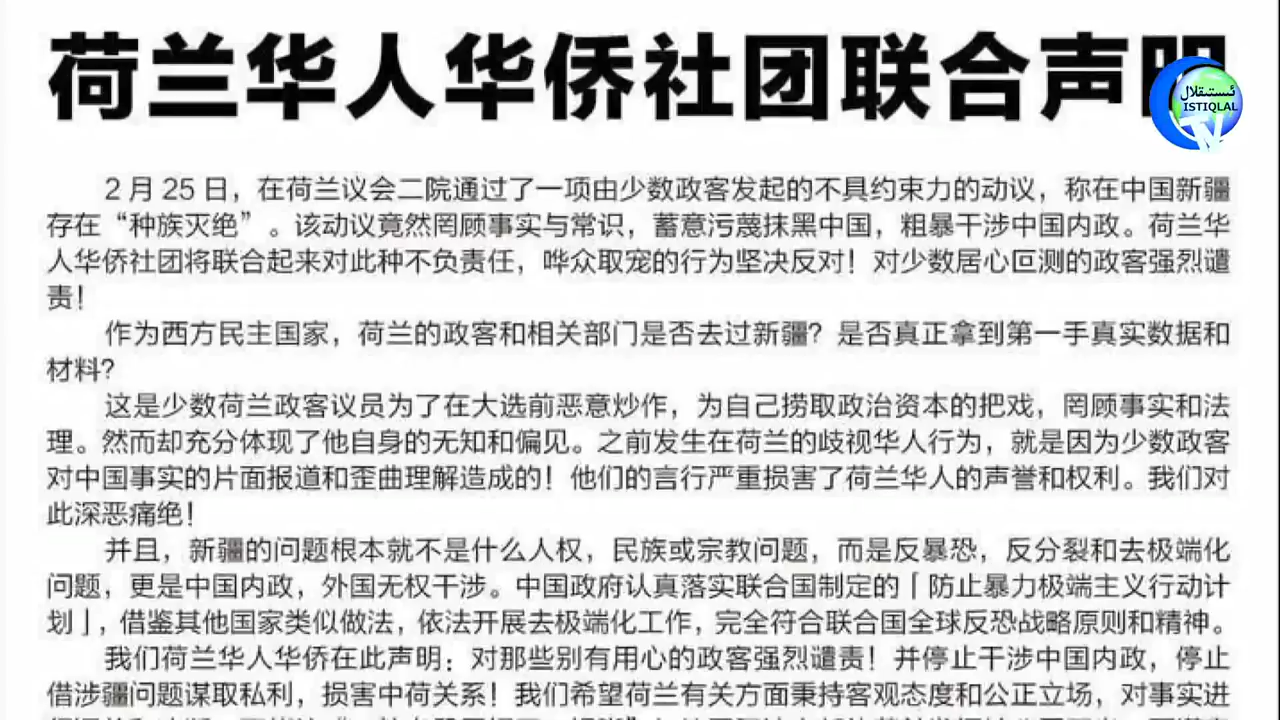 荷兰华人华侨社团联合声明
ئىستىقلال
ISTIQLAL
TV
2 月 25 日，在荷兰议会二院通过了一项由少数政客发起的不具约束力的动议，称在中国新疆
存在“种族灭绝”。该动议竟然罔顾事实与常识，蓄意污蔑抹黑中国，粗暴干涉中国内政。荷兰华
人华侨社团将联合起来对此种不负责任，哗众取宠的行为坚决反对！对少数居心叵测的政客强烈谴
责！
作为西方民主国家，荷兰的政客和相关部门是否去过新疆？是否真正拿到第一手真实数据和
材料？
这是少数荷兰政客议员为了在大选前恶意炒作，为自己捞取政治资本的把戏，罔顾事实和法
理。然而却充分体现了他自身的无知和偏见。之前发生在荷兰的歧视华人行为，就是因为少数政客
对中国事实的片面报道和歪曲理解造成的！他们的言行严重损害了荷兰华人的声誉和权利。我们对
此深恶痛绝！
并且，新疆的问题根本就不是什么人权，民族或宗教问题，而是反暴恐，反分裂和去极端化
问题，更是中国内政，外国无权干涉。中国政府认真落实联合国制定的「防止暴力极端主义行动计
划」，借鉴其他国家类似做法，依法开展去极端化工作，完全符合联合国全球反恐战略原则和精神。
我们荷兰华人华侨在此声明：对那些别有用心的政客强烈谴责！并停止干涉中国内政，停止
借涉疆问题谋取私利，损害中荷关系！我们希望荷兰有关方面秉持客观态度和公正立场，对事实进